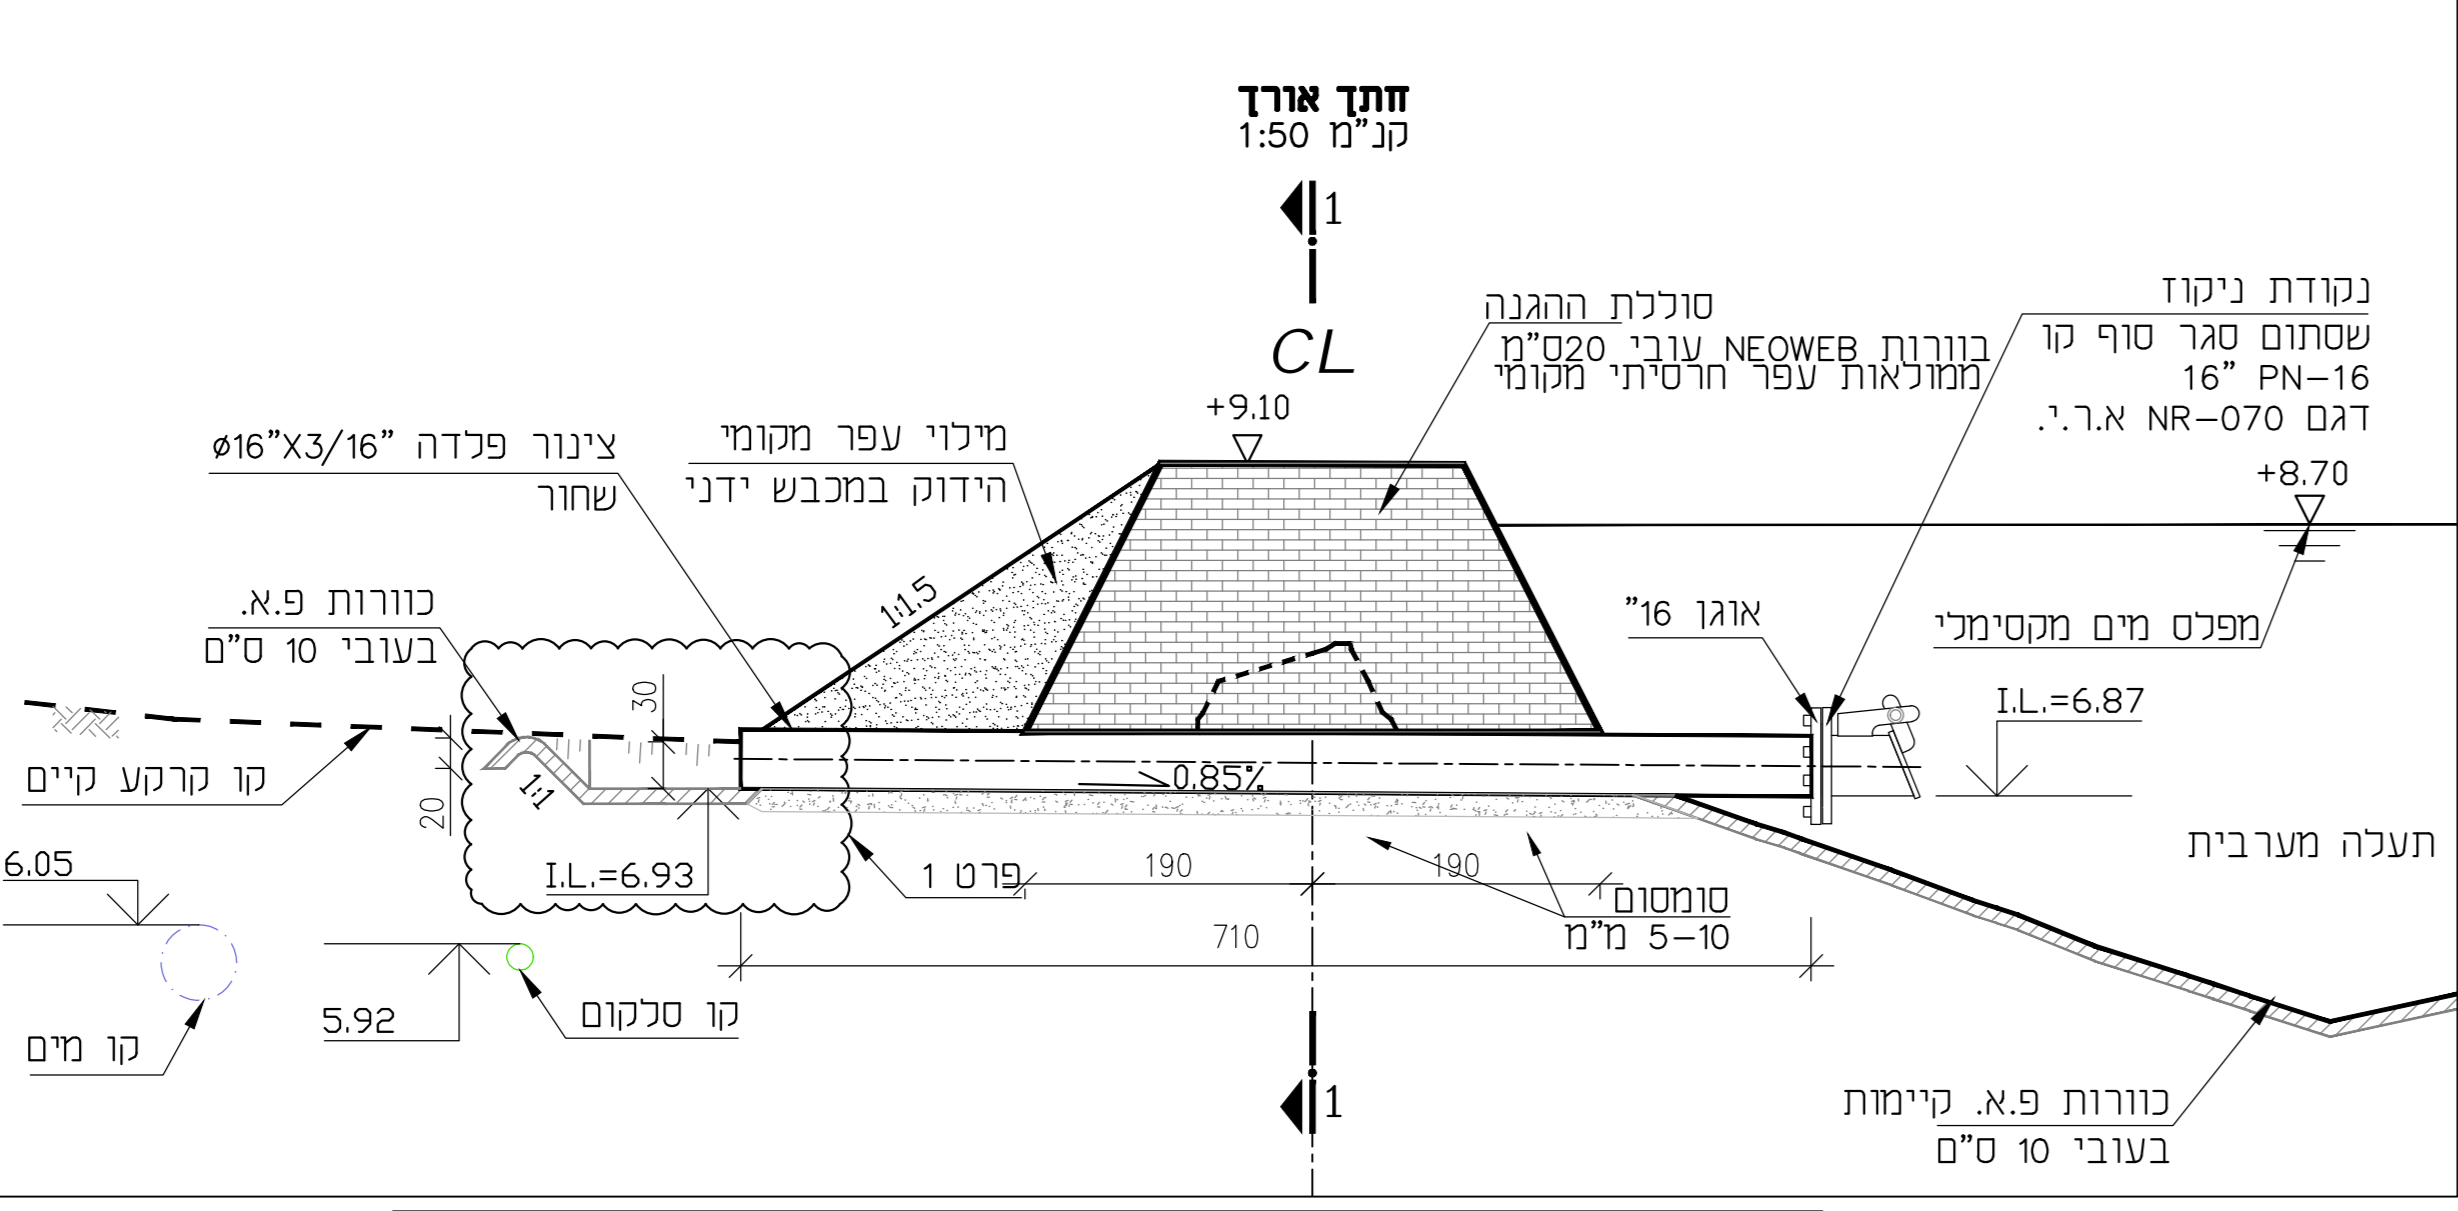 חתך אורך
קנ"מ 1:50
1
CL
+9.10
נקודת ניקוז
שסתום סגר סוף קו
16" PN-16
דגם NR-070 א.ר.י.
+8.70
סוללת ההגנה
בוורות NEOWEB עובי 20ס"מ
ממולאות עפר חרסיתי מקומי
מילוי עפר מקומי
הידוק במכבש ידני
צינור פלדה ø16"X3/16"
שחור
1:1.5
כוורות פ.א.
בעובי 10 ס"ם
אוגן 16"
מפלס מים מקסימלי
I.L.=6.87
30
קו קרקע קיים
1:1
20
0.85%
תעלה מערבית
6.05
I.L.=6.93
פרט 1
190
190
סומסום
5-10 מ"מ
710
קו סלקום
5.92
קו מים
1
כוורות פ.א. קיימות
בעובי 10 ס"ם